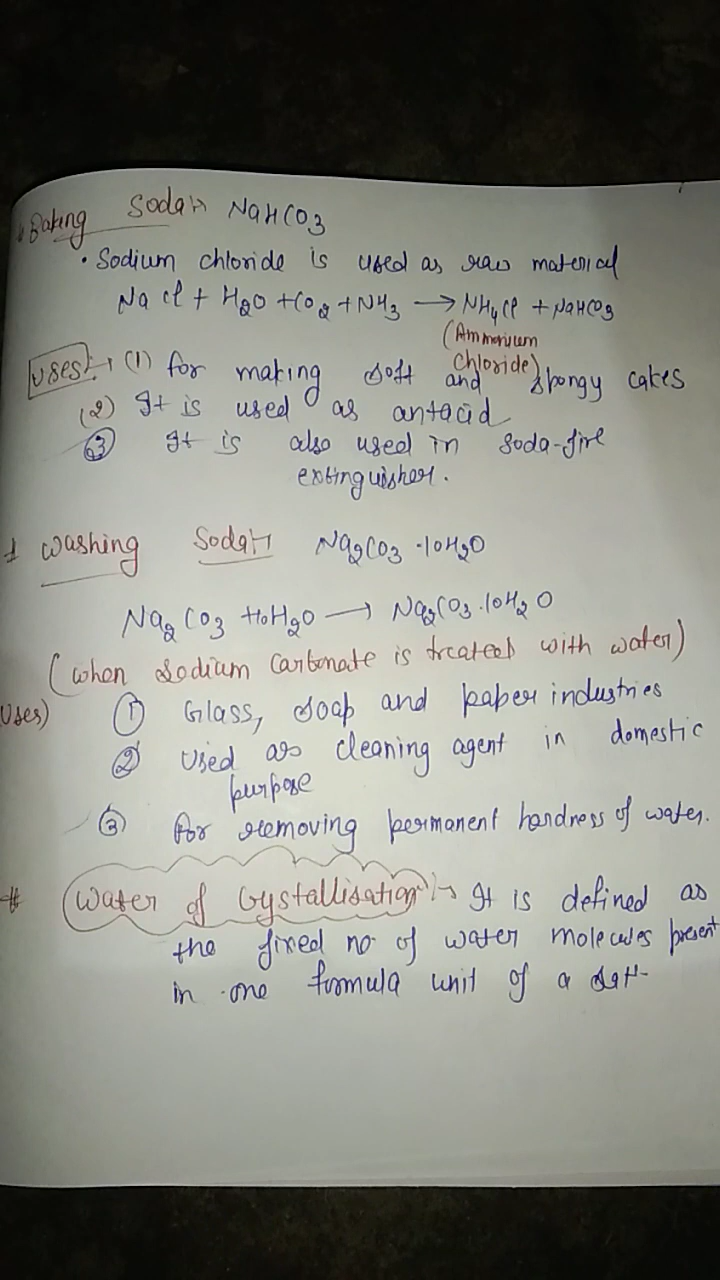 Baking Soda:→ NaHCO3
• Sodium chloride is used as raw material
NaCl + H2O + CO2 + NH3 → NH4Cl + NaHCO3
(Ammonium
chloride)
Uses:→ (1) for making soft and spongy cakes
(2) It is used as antacid
(3) It is also used in soda-fire
extinguisher.
Washing Soda:→ Na2CO3 .10H2O
Na2CO3 +10H2O → Na2CO3.10H2O
(when sodium carbonate is treated with water)
Uses) (1) Glass, soap and paper industries
(2) Used as cleaning agent in domestic
purpose
(3) for removing permanent hardness of water.
# Water of Crystallisation:→ It is defined as
the fixed no. of water molecules present
in one formula unit of a salt